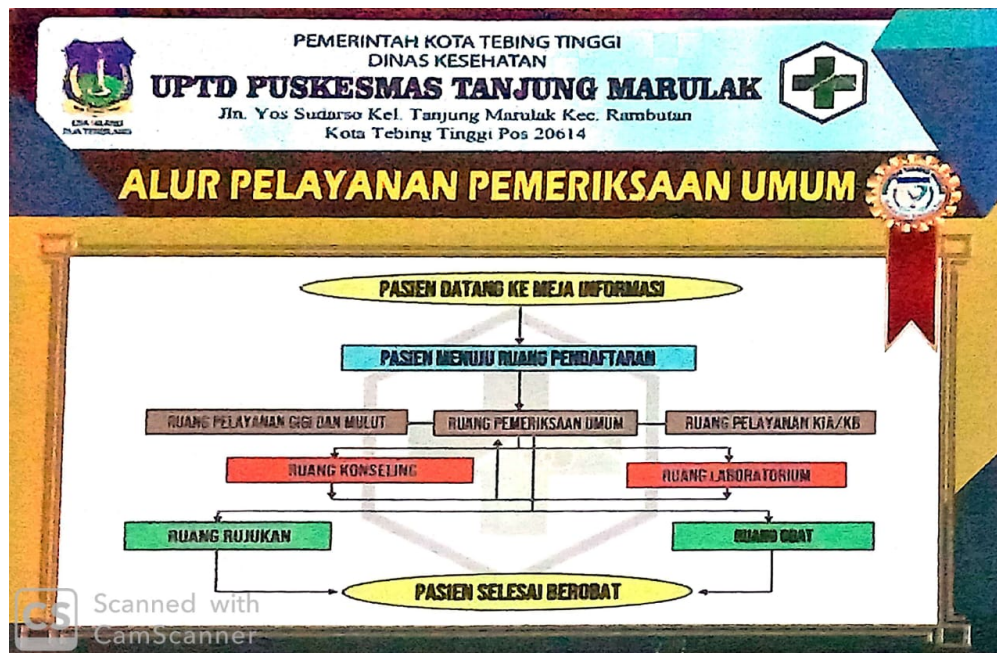 PEMERINTAH KOTA TEBING TINGGI
DINAS KESEHATAN
UPTD PUSKESMAS TANJUNG MARULAK
Jln. Yos Sudarso Kel. Tanjung Marulak Kec. Rambutan
Kota Tebing Tinggi Pos 20614
ALUR PELAYANAN PEMERIKSAAN UMUM
PASIEN DATANG KE MEJA INFORMASI
PASIEN MENUJU RUANG PENDAFTARAN
RUANG PELAYANAN GIGI DAN MULUT
RUANG PEMERIKSAAN UMUM
RUANG PELAYANAN KIA/KB
RUANG KONSELING
RUANG LABORATORIUM
RUANG RUJUKAN
RUANG OBAT
PASIEN SELESAI BEROBAT
CS Scanned with
CamScanner